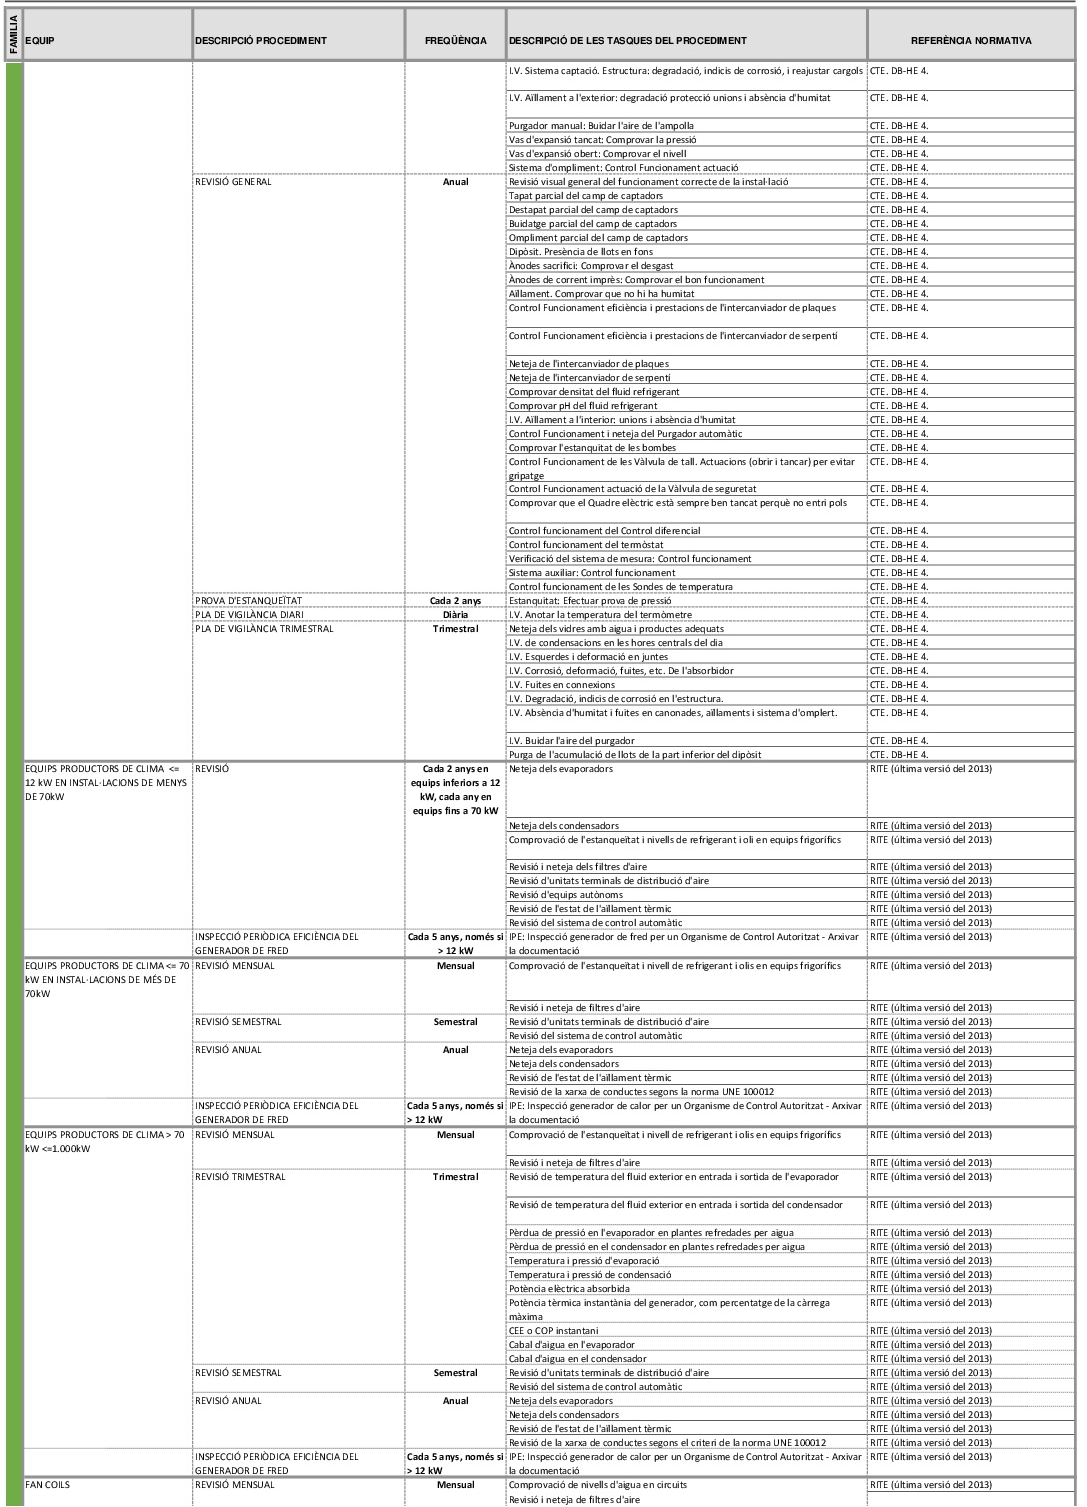 FAMILIA EQUIP DESCRIPCIÓ PROCEDIMENT FREQÜÈNCIA DESCRIPCIÓ DE LES TASQUES DEL PROCEDIMENT REFERÈNCIA NORMATIVA
I.V. Sistema captació. Estructura: degradació, indicis de corrosió, i reajustar cargols CTE. DB-HE 4.
I.V. Aïllament a l'exterior: degradació protecció unions i absència d'humitat CTE. DB-HE 4.
Purgador manual: Buidar l'aire de l'ampolla CTE. DB-HE 4.
Vas d'expansió tancat: Comprovar la pressió CTE. DB-HE 4.
Vas d'expansió obert: Comprovar el nivell CTE. DB-HE 4.
Sistema d'ompliment: Control Funcionament actuació CTE. DB-HE 4.
REVISIÓ GENERAL Anual Revisió visual general del funcionament correcte de la instal·lació CTE. DB-HE 4.
Tapat parcial del camp de captadors CTE. DB-HE 4.
Destapat parcial del camp de captadors CTE. DB-HE 4.
Buidatge parcial del camp de captadors CTE. DB-HE 4.
Ompliment parcial del camp de captadors CTE. DB-HE 4.
Dipòsit. Presència de llots en fons CTE. DB-HE 4.
Ànodes sacrifici: Comprovar el desgast CTE. DB-HE 4.
Ànodes de corrent imprès: Comprovar el bon funcionament CTE. DB-HE 4.
Aïllament. Comprovar que no hi ha humitat CTE. DB-HE 4.
Control Funcionament eficiència i prestacions de l'intercanviador de plaques CTE. DB-HE 4.
Control Funcionament eficiència i prestacions de l'intercanviador de serpentí CTE. DB-HE 4.
Neteja de l'intercanviador de plaques CTE. DB-HE 4.
Neteja de l'intercanviador de serpentí CTE. DB-HE 4.
Comprovar densitat del fluid refrigerant CTE. DB-HE 4.
Comprovar pH del fluid refrigerant CTE. DB-HE 4.
I.V. Aïllament a l'interior: unions i absència d'humitat CTE. DB-HE 4.
Control Funcionament i neteja del Purgador automàtic CTE. DB-HE 4.
Comprovar l'estanquitat de les bombes CTE. DB-HE 4.
Control Funcionament de les Vàlvula de tall. Actuacions (obrir i tancar) per evitar CTE. DB-HE 4.
gripatge
Control Funcionament actuació de la Vàlvula de seguretat CTE. DB-HE 4.
Comprovar que el Quadre elèctric està sempre ben tancat perquè no entri pols CTE. DB-HE 4.
Control funcionament del Control diferencial CTE. DB-HE 4.
Control funcionament del termòstat CTE. DB-HE 4.
Verificació del sistema de mesura: Control funcionament CTE. DB-HE 4.
Sistema auxiliar: Control funcionament CTE. DB-HE 4.
Control funcionament de les Sondes de temperatura CTE. DB-HE 4.
PROVA D'ESTANQUEÏTAT Cada 2 anys Estanquitat: Efectuar prova de pressió CTE. DB-HE 4.
PLA DE VIGILÀNCIA DIARI Diària I.V. Anotar la temperatura del termòmetre CTE. DB-HE 4.
PLA DE VIGILÀNCIA TRIMESTRAL Trimestral Neteja dels vidres amb aigua i productes adequats CTE. DB-HE 4.
I.V. de condensacions en les hores centrals del dia CTE. DB-HE 4.
I.V. Esquerdes i deformació en juntes CTE. DB-HE 4.
I.V. Corrosió, deformació, fuites, etc. De l'absorbidor CTE. DB-HE 4.
I.V. Fuites en connexions CTE. DB-HE 4.
I.V. Degradació, indicis de corrosió en l'estructura. CTE. DB-HE 4.
I.V. Absència d'humitat i fuites en canonades, aïllaments i sistema d'omplert. CTE. DB-HE 4.
I.V. Buidar l'aire del purgador CTE. DB-HE 4.
Purga de l'acumulació de llots de la part inferior del dipòsit CTE. DB-HE 4.
EQUIPS PRODUCTORS DE CLIMA <= REVISIÓ Cada 2 anys en Neteja dels evaporadors RITE (última versió del 2013)
12 kW EN INSTAL·LACIONS DE MENYS equips inferiors a 12
DE 70kW kW, cada any en
equips fins a 70 kW
Neteja dels condensadors RITE (última versió del 2013)
Comprovació de l'estanqueïtat i nivells de refrigerant i oli en equips frigorífics RITE (última versió del 2013)
Revisió i neteja dels filtres d'aire RITE (última versió del 2013)
Revisió d'unitats terminals de distribució d'aire RITE (última versió del 2013)
Revisió d'equips autònoms RITE (última versió del 2013)
Revisió de l'estat de l'aïllament tèrmic RITE (última versió del 2013)
Revisió del sistema de control automàtic RITE (última versió del 2013)
INSPECCIÓ PERIÒDICA EFICIÈNCIA DEL Cada 5 anys, només si IPE: Inspecció generador de fred per un Organisme de Control Autoritzat - Arxivar RITE (última versió del 2013)
GENERADOR DE FRED > 12 kW la documentació
EQUIPS PRODUCTORS DE CLIMA <= 70 REVISIÓ MENSUAL Mensual Comprovació de l'estanqueïtat i nivell de refrigerant i olis en equips frigorífics RITE (última versió del 2013)
kW EN INSTAL·LACIONS DE MÉS DE
70kW
Revisió i neteja de filtres d'aire RITE (última versió del 2013)
REVISIÓ SEMESTRAL Semestral Revisió d'unitats terminals de distribució d'aire RITE (última versió del 2013)
Revisió del sistema de control automàtic RITE (última versió del 2013)
REVISIÓ ANUAL Anual Neteja dels evaporadors RITE (última versió del 2013)
Neteja dels condensadors RITE (última versió del 2013)
Revisió de l'estat de l'aïllament tèrmic RITE (última versió del 2013)
Revisió de la xarxa de conductes segons la norma UNE 100012 RITE (última versió del 2013)
INSPECCIÓ PERIÒDICA EFICIÈNCIA DEL Cada 5 anys, només si IPE: Inspecció generador de calor per un Organisme de Control Autoritzat - Arxivar RITE (última versió del 2013)
GENERADOR DE FRED > 12 kW la documentació
EQUIPS PRODUCTORS DE CLIMA > 70 REVISIÓ MENSUAL Mensual Comprovació de l'estanqueïtat i nivell de refrigerant i olis en equips frigorífics RITE (última versió del 2013)
kW <=1.000kW
Revisió i neteja de filtres d'aire RITE (última versió del 2013)
REVISIÓ TRIMESTRAL Trimestral Revisió de temperatura del fluid exterior en entrada i sortida de l'evaporador RITE (última versió del 2013)
Revisió de temperatura del fluid exterior en entrada i sortida del condensador RITE (última versió del 2013)
Pèrdua de pressió en l'evaporador en plantes refredades per aigua RITE (última versió del 2013)
Pèrdua de pressió en el condensador en plantes refredades per aigua RITE (última versió del 2013)
Temperatura i pressió d'evaporació RITE (última versió del 2013)
Temperatura i pressió de condensació RITE (última versió del 2013)
Potència elèctrica absorbida RITE (última versió del 2013)
Potència tèrmica instantània del generador, com percentatge de la càrrega RITE (última versió del 2013)
màxima
CEE o COP instantani RITE (última versió del 2013)
Cabal d'aigua en l'evaporador RITE (última versió del 2013)
Cabal d'aigua en el condensador RITE (última versió del 2013)
REVISIÓ SEMESTRAL Semestral Revisió d'unitats terminals de distribució d'aire RITE (última versió del 2013)
Revisió del sistema de control automàtic RITE (última versió del 2013)
REVISIÓ ANUAL Anual Neteja dels evaporadors RITE (última versió del 2013)
Neteja dels condensadors RITE (última versió del 2013)
Revisió de l'estat de l'aïllament tèrmic RITE (última versió del 2013)
Revisió de la xarxa de conductes segons el criteri de la norma UNE 100012 RITE (última versió del 2013)
INSPECCIÓ PERIÒDICA EFICIÈNCIA DEL Cada 5 anys, només si IPE: Inspecció generador de calor per un Organisme de Control Autoritzat - Arxivar RITE (última versió del 2013)
GENERADOR DE FRED > 12 kW la documentació
FAN COILS REVISIÓ MENSUAL Mensual Comprovació de nivells d'aigua en circuits RITE (última versió del 2013)
Revisió i neteja de filtres d'aire